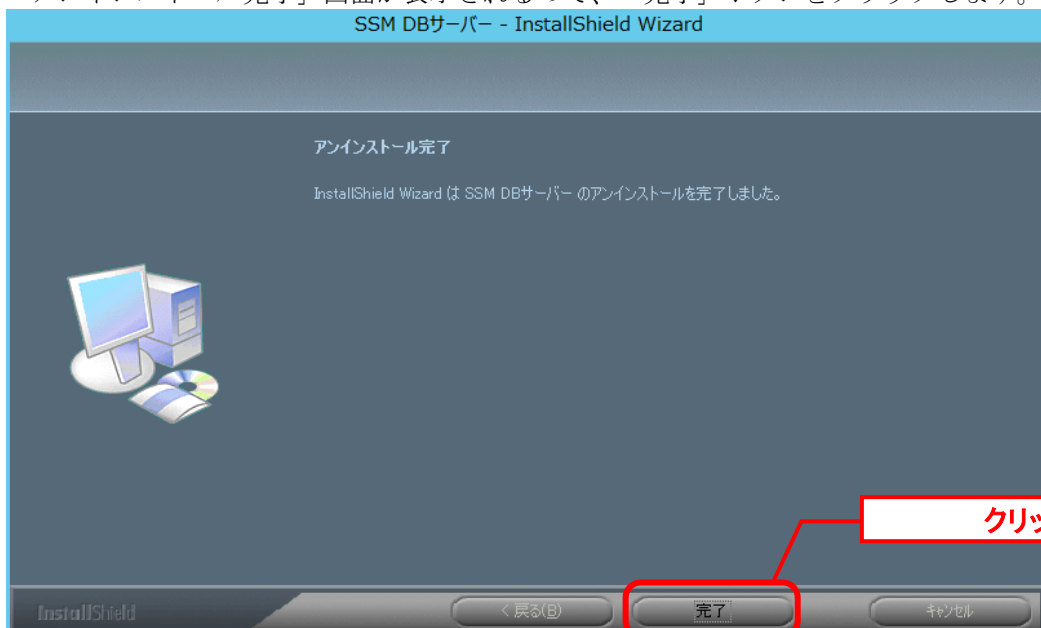 SSM DBサーバー - InstallShield Wizard
アンインストール完了
InstallShield Wizard は SSM DBサーバー のアンインストールを完了しました。
クリッ
InstallShield
< 戻る(B)
完了
キャンセル